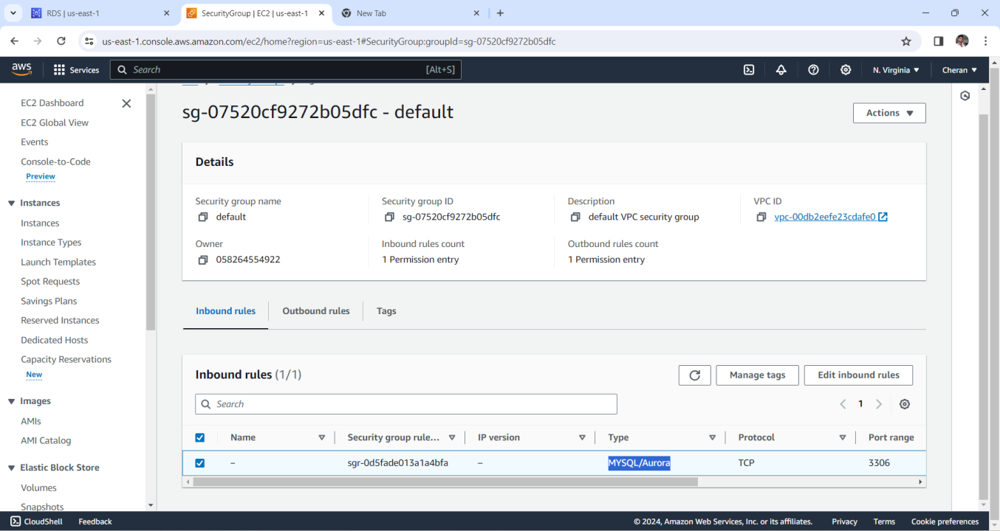 RDS | us-east-1
SecurityGroup | EC2 | us-east-1
New Tab
us-east-1.console.aws.amazon.com/ec2/home?region=us-east-1#SecurityGroup:groupId=sg-07520cf9272b05dfc
aws Services Search [Alt+S] N. Virginia Cheran
EC2 Dashboard
EC2 Global View
Events
Console-to-Code
Preview
Instances
Instances
Instance Types
Launch Templates
Spot Requests
Savings Plans
Reserved Instances
Dedicated Hosts
Capacity Reservations
New
Images
AMIs
AMI Catalog
Elastic Block Store
Volumes
Snapshots
sg-07520cf9272b05dfc - default
Actions
Details
Security group name
default
Security group ID
sg-07520cf9272b05dfc
Description
default VPC security group
VPC ID
vpc-00db2eefe23cdafe0
Owner
058264554922
Inbound rules count
1 Permission entry
Outbound rules count
1 Permission entry
Inbound rules Outbound rules Tags
Inbound rules (1/1)
Manage tags Edit inbound rules
Search
1
Name Security group rule... IP version Type Protocol Port range
– sgr-0d5fade013a1a4bfa – MYSQL/Aurora TCP 3306
CloudShell Feedback © 2024, Amazon Web Services, Inc. or its affiliates. Privacy Terms Cookie preferences